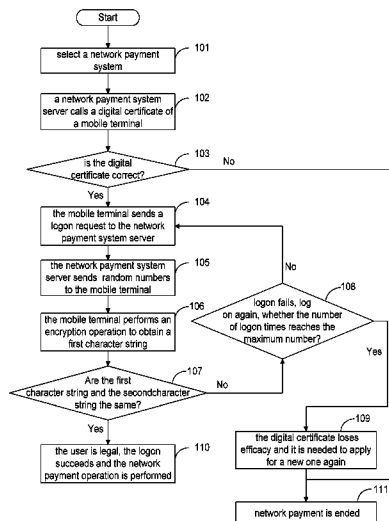 Start
101
select a network payment
system
102
a network payment system
server calls a digital certificate of
a mobile terminal
103
is the digital
certificate correct?
No
Yes
104
the mobile terminal sends a
logon request to the network
payment system server
105
the network payment system
server sends random numbers
to the mobile terminal
106
the mobile terminal performs an
encryption operation to obtain a
first character string
No
108
logon fails, log
on again, whether the number
of logon times reaches the
maximum number?
Yes
107
Are the first
character string and the secondcharacter
string the same?
No
Yes
109
the digital certificate loses
efficacy and it is needed to apply
for a new one again
110
the user is legal, the logon
succeeds and the network
payment operation is performed
111
network payment is ended